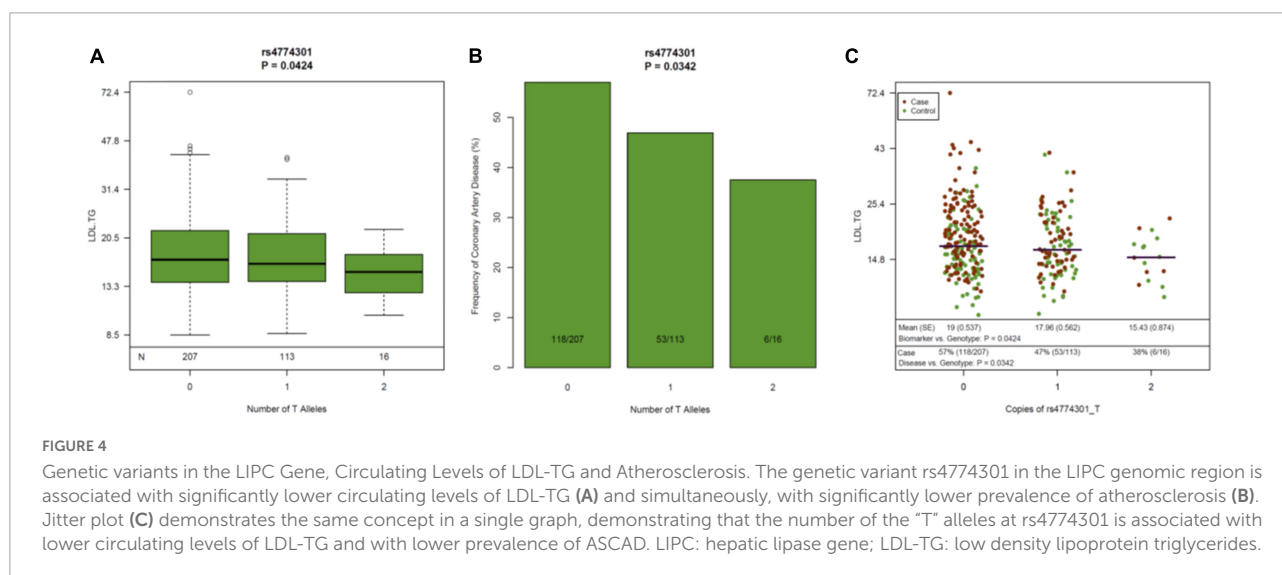 A
rs4774301
P = 0.0424
LDL.TG
72.4
47.8
31.4
20.5
13.3
8.5
N 207 113 16
0 1 2
Number of T Alleles
B
rs4774301
P = 0.0342
Frequency of Coronary Artery Disease (%)
50
40
30
20
10
0
118/207 53/113 6/16
0 1 2
Number of T Alleles
C
LDL.TG
72.4
43
25.4
14.8
Case
Control
Mean (SE) 19 (0.537) 17.96 (0.562) 15.43 (0.874)
Biomarker vs. Genotype: P = 0.0424
Case 57% (118/207) 47% (53/113) 38% (6/16)
Disease vs. Genotype: P = 0.0342
0 1 2
Copies of rs4774301_T
FIGURE 4
Genetic variants in the LIPC Gene, Circulating Levels of LDL-TG and Atherosclerosis. The genetic variant rs4774301 in the LIPC genomic region is
associated with significantly lower circulating levels of LDL-TG (A) and simultaneously, with significantly lower prevalence of atherosclerosis (B).
Jitter plot (C) demonstrates the same concept in a single graph, demonstrating that the number of the “T” alleles at rs4774301 is associated with
lower circulating levels of LDL-TG and with lower prevalence of ASCAD. LIPC: hepatic lipase gene; LDL-TG: low density lipoprotein triglycerides.